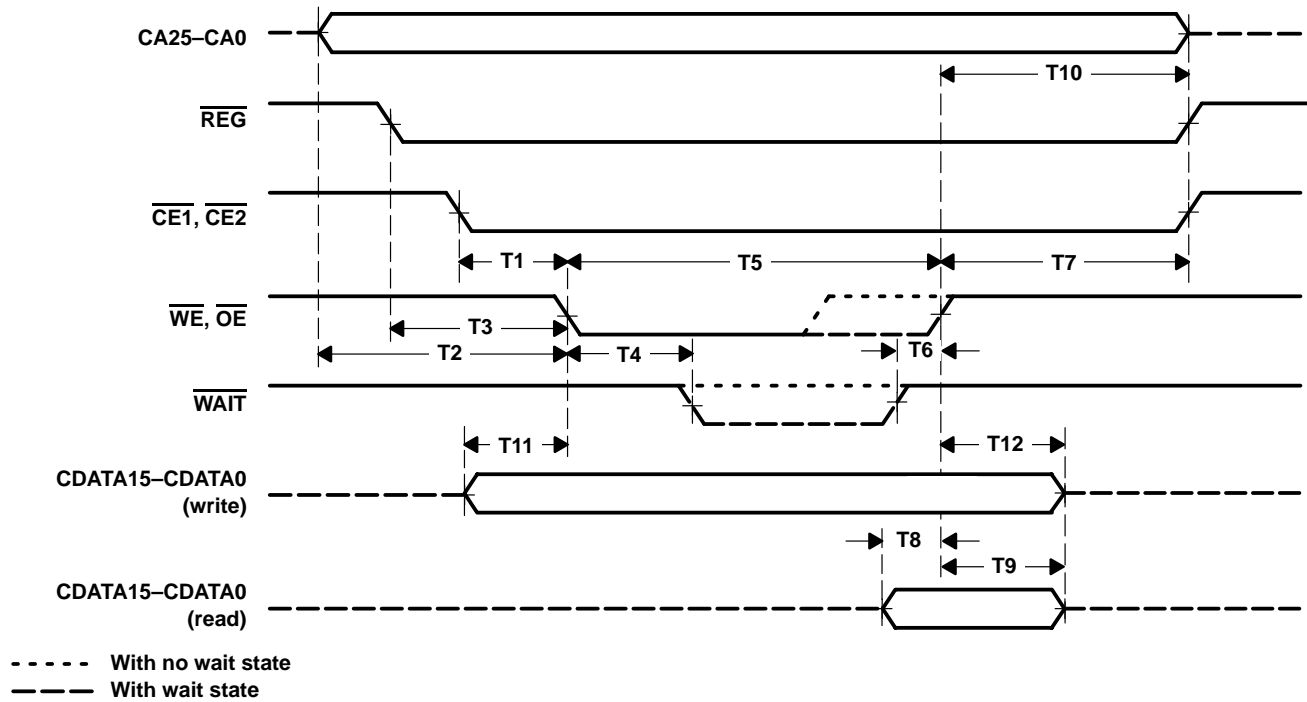 CA25–CA0
T10
REG
CE1, CE2
T1
T5
T7
WE, OE
T3
T6
T2
T4
WAIT
T11
T12
CDATA15–CDATA0
(write)
T8
T9
CDATA15–CDATA0
(read)
With no wait state
With wait state